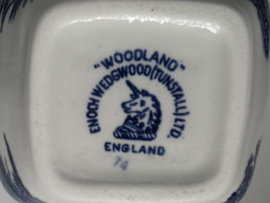 "WOODLAND"
ENOCH WEDGWOOD (TUNSTALL) LTD.
ENGLAND
74